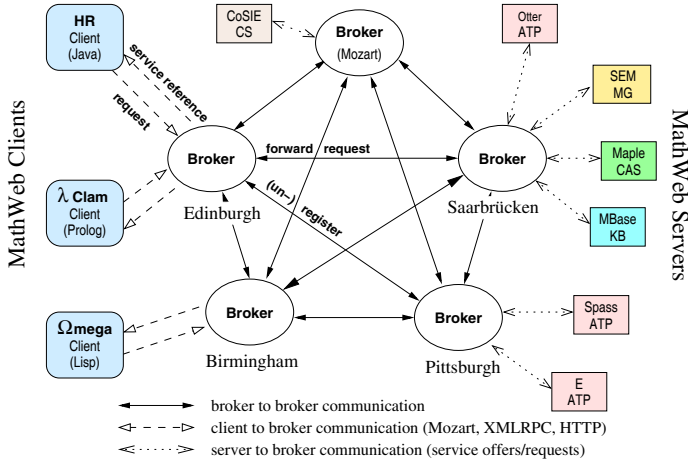 HR
Client
(Java)
service reference
request
CoSIE
CS
Broker
(Mozart)
Otter
ATP
SEM
MG
MathWeb Clients
Broker
Edinburgh
forward request
Broker
Saarbrücken
Maple
CAS
MathWeb Servers
λ Clam
Client
(Prolog)
(un−) register
MBase
KB
Ωmega
Client
(Lisp)
Broker
Birmingham
Broker
Pittsburgh
Spass
ATP
E
ATP
broker to broker communication
client to broker communication (Mozart, XMLRPC, HTTP)
server to broker communication (service offers/requests)